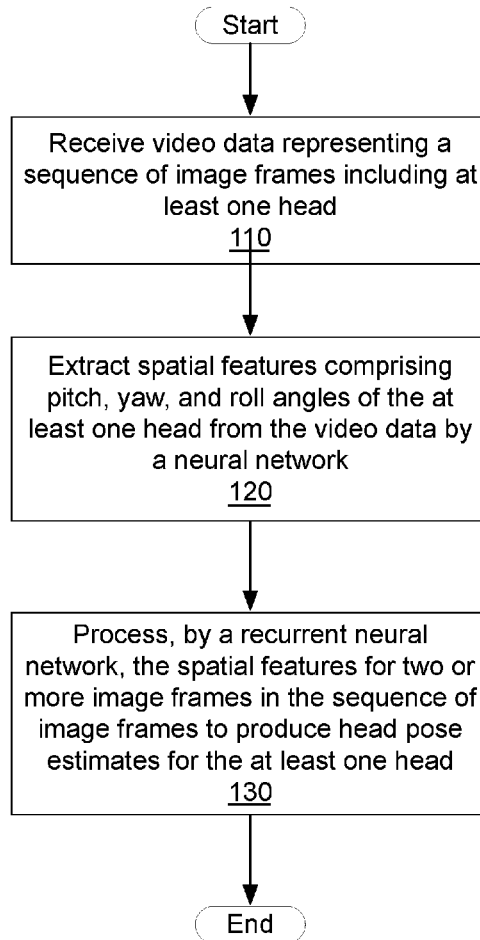 Start
Receive video data representing a
sequence of image frames including at
least one head
110
Extract spatial features comprising
pitch, yaw, and roll angles of the at
least one head from the video data by
a neural network
120
Process, by a recurrent neural
network, the spatial features for two or
more image frames in the sequence of
image frames to produce head pose
estimates for the at least one head
130
End